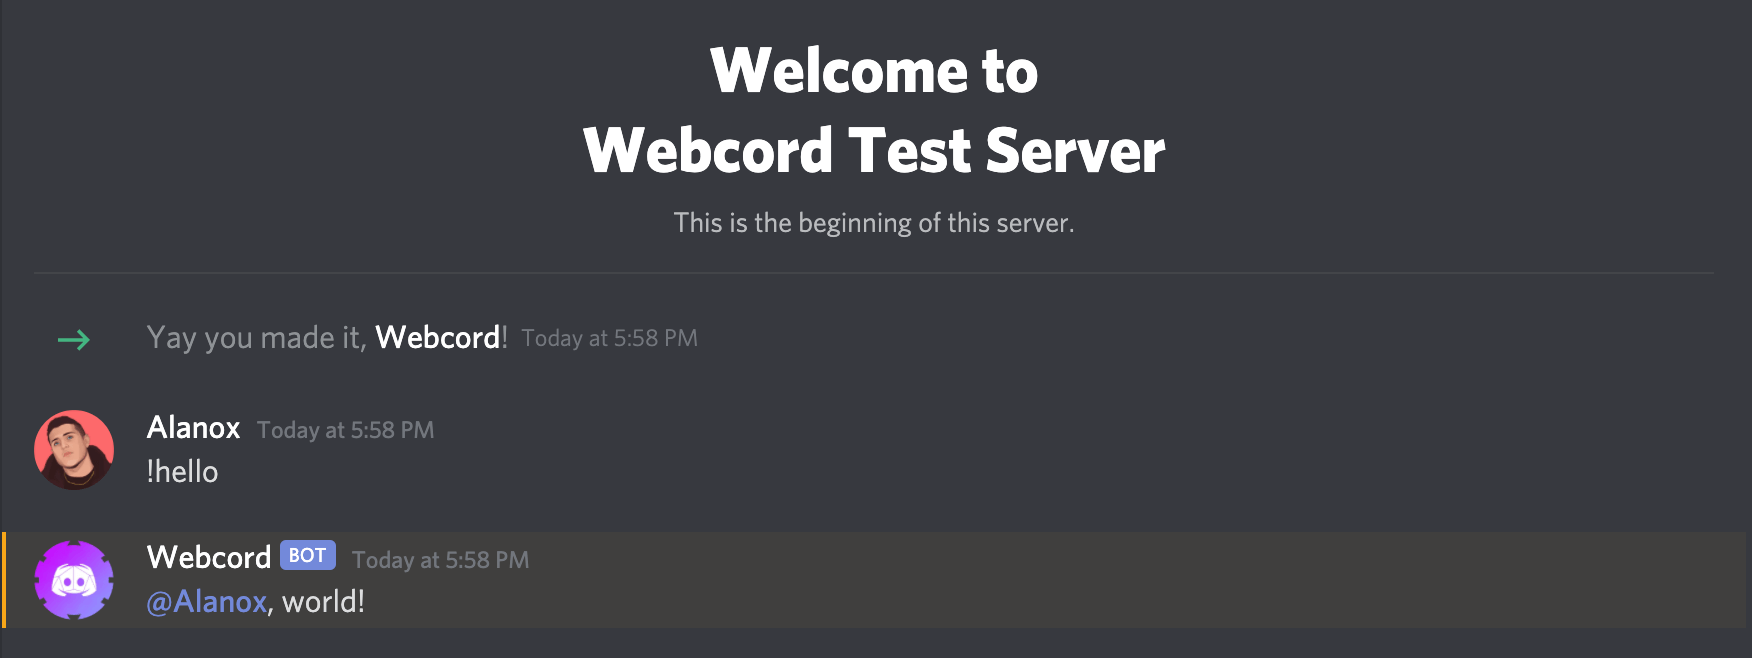 Welcome to
Webcord Test Server
This is the beginning of this server.
Yay you made it, Webcord! Today at 5:58 PM
Alanox Today at 5:58 PM
!hello
Webcord BOT Today at 5:58 PM
@Alanox, world!